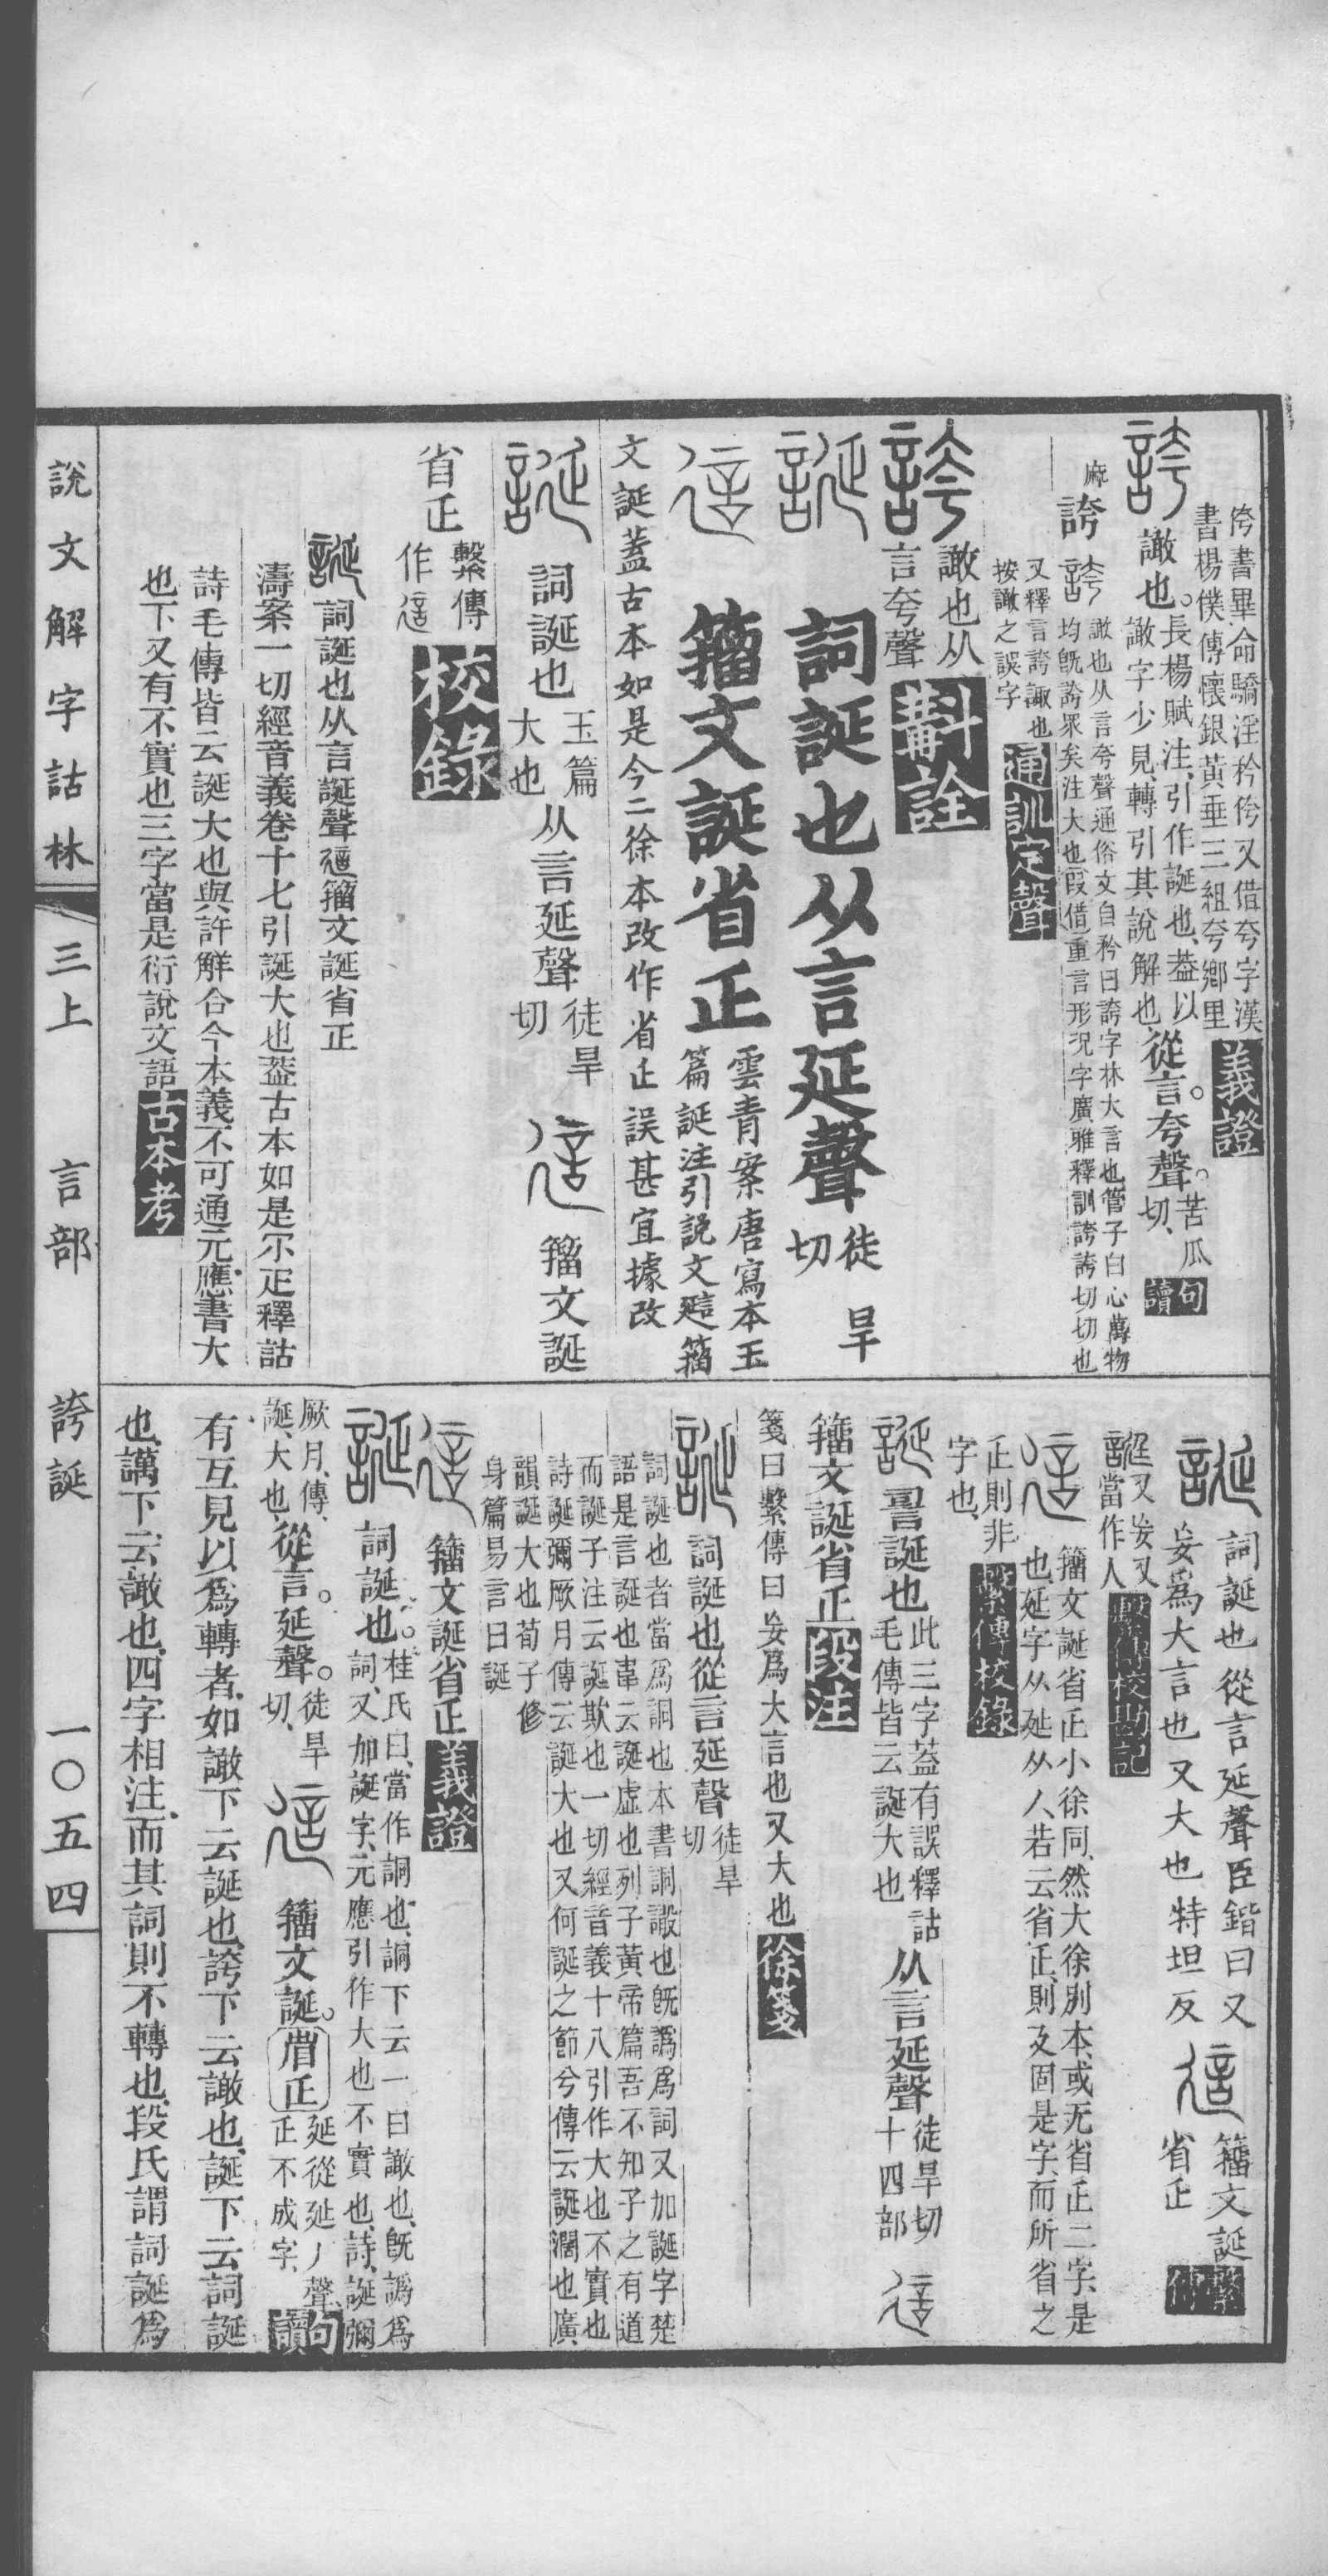 侉書畢命驕淫矜侉又借夸字漢
書楊僕傳懷銀黃垂三組夸鄉里
義證
誇
譀也。長楊賦注、引作誕也、葢以
譀字少見、轉引其說解也
從言。夸聲。苦瓜切、
句讀
麻
誇
誇
譀也从言夸聲通俗文自矜曰誇字林大言也管子白心萬物
均旣誇眾矣注大也叚借重言形況字廣雅釋訓誇誇切切也
又釋言誇諏也
按譀之誤字
通訓定聲
誇
譀也从
言夸聲
斠詮
誕
詞誕也从言延聲
徒旱
切
籀文誕省正
雲青案唐寫本玉
篇誕注引說文籀
文誕葢古本如是今二徐本改作省正誤甚宜據改
誕
詞誕也
玉篇
大也
从言延聲
徒旱
切
籀文誕
省正
繫傳
作
校錄
誕
詞誕也从言誕聲籀文誕省正
濤案一切經音義卷十七引誕大也葢古本如是尒疋釋詁
詩毛傳皆云誕大也與許解合今本義不可通元應書大
也下又有不實也三字當是衍說文語
古本考
誕
詞誕也從言延聲臣鍇曰又
妄爲大言也又大也特坦反
籀文誕
省正
繫傳
誕
又妄又
當作人
繫傳校勘記
籀文誕省正小徐同、然大徐別本、或无省正二字、是
也、延字从㢟从人、若云省正、則又固是字、而所省之
正則非
字也、
繫傳校錄
誕
詞誕也
此三字葢有誤釋詁
毛傳皆云誕大也
从言延聲
徒旱切
十四部
籀文誕省正
段注
箋曰繫傳曰妄爲大言也又大也
徐箋
誕
詞誕也從言延聲
徒旱
切
詞誕也者當爲詷也本書詷譀也旣譌爲詞又加誕字楚
語是言誕也韋云誕虛也列子黃帝篇吾不知子之有道
而誕子注云誕欺也一切經音義十八引作大也不實也
詩誕彌厥月傳云誕大也又何誕之節兮傳云誕濶也廣
韻誕大也荀子修
身篇易言曰誕
籀文誕省正
義證
誕
詞誕也。
桂氏曰、當作詷也、詷下云一曰譀也、旣譌爲
詞、又加誕字、元應引作大也不實也、詩、誕彌
厥月、傳、
誕、大也、
從言。延聲。
徒旱
切、
籀文誕。
省正
延從㢟丿聲、
正不成字、
句讀
有互見以爲轉者、如譀下云誕也、誇下云譀也、誕下云詞誕
也、讆下云譀也、四字相注、而其詞則不轉也、段氏謂詞誕爲
說文解字詁林
三上
言部
誇誕
一〇五四